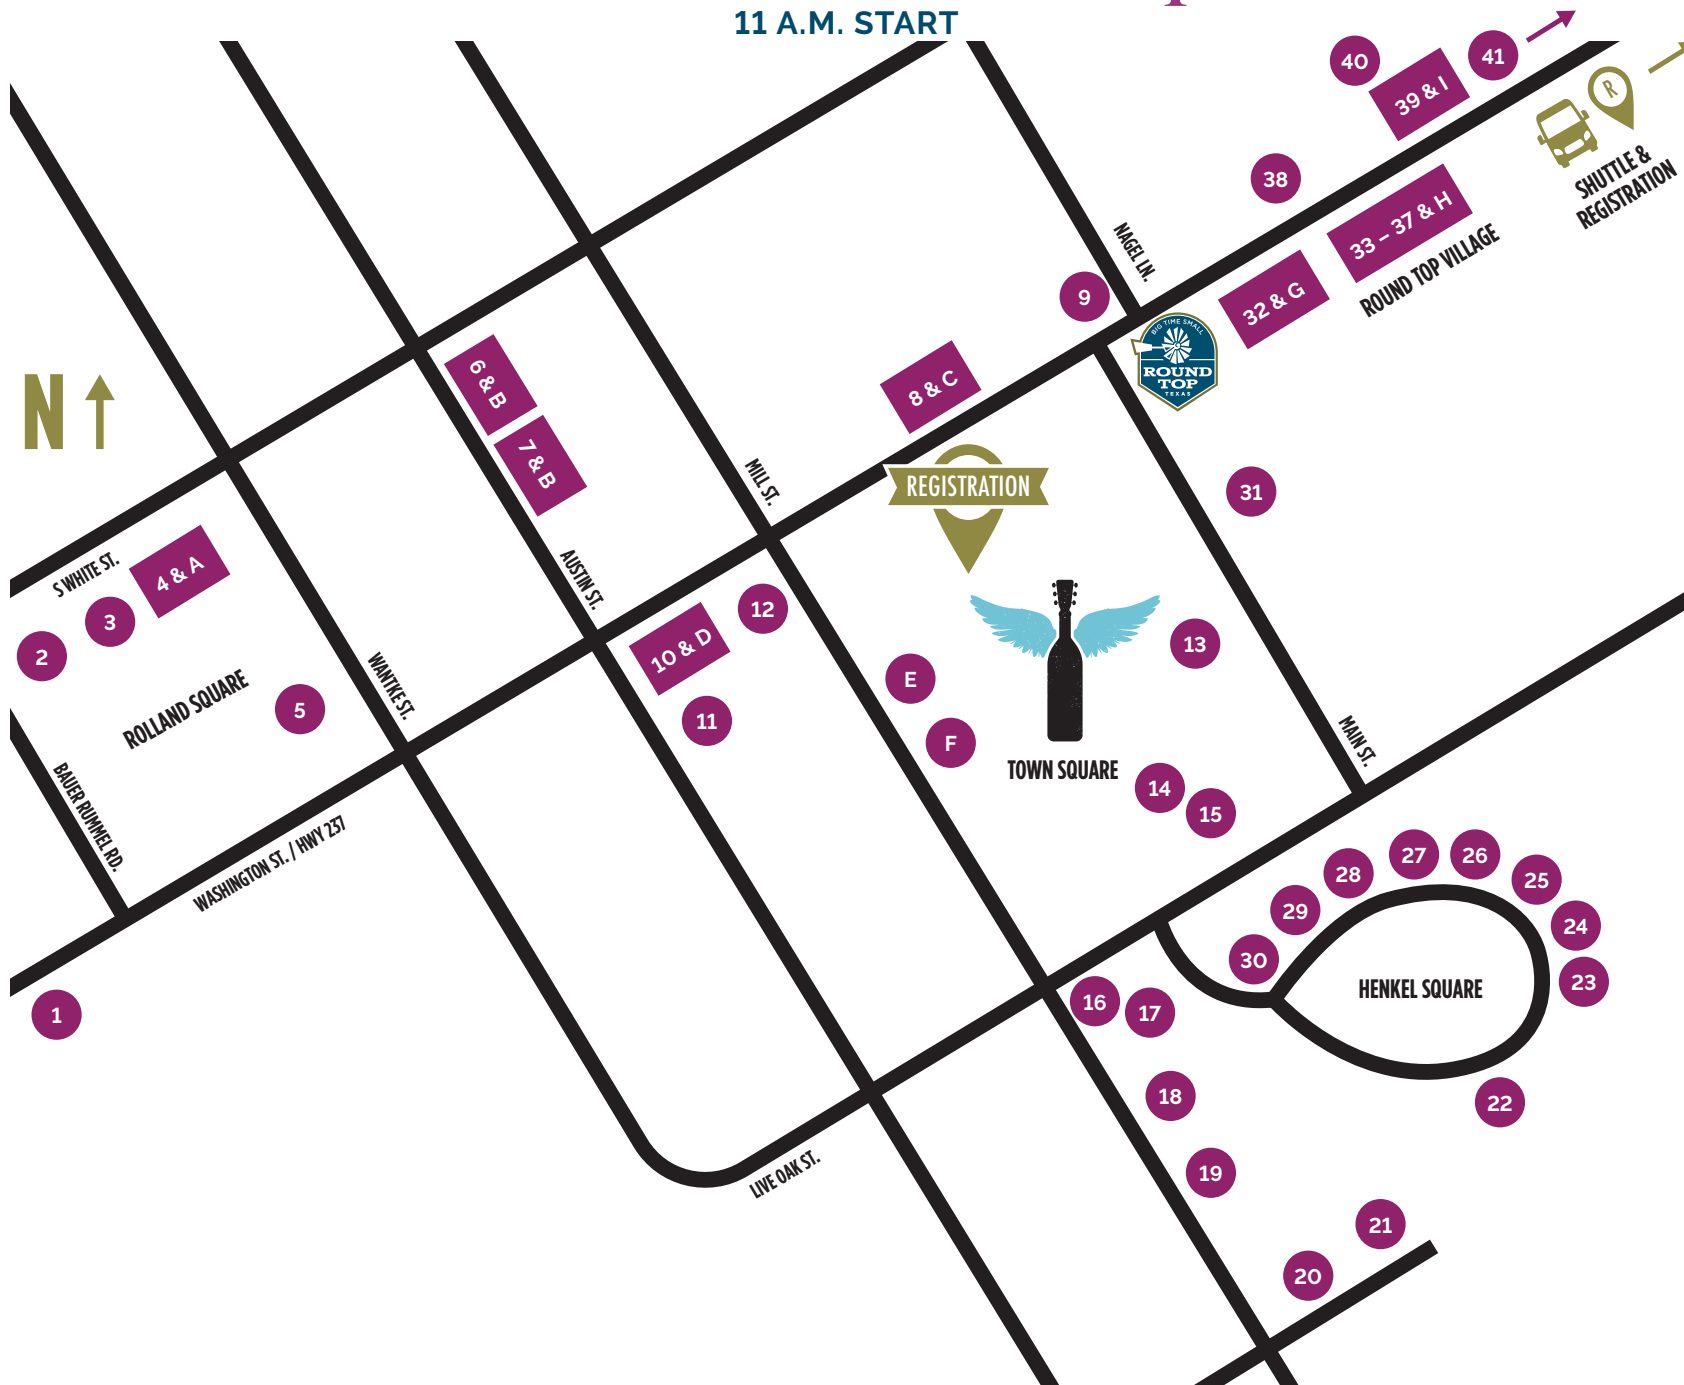 11 A.M. START
40
39 & I
41
R
SHUTTLE &
REGISTRATION
38
33 – 37 & H
ROUND TOP VILLAGE
32 & G
NAGEL LN.
9
BIG TIME SMALL
ROUND
TOP
TEXAS
8 & C
N
6 & B
7 & B
MILL ST.
REGISTRATION
31
S WHITE ST.
4 & A
3
2
AUSTIN ST.
10 & D
12
11
E
F
13
TOWN SQUARE
14
15
MAIN ST.
ROLLAND SQUARE
5
WANTKE ST.
BAUER RUMMEL RD.
WASHINGTON ST. / HWY 237
1
27
26
28
25
29
24
30
23
HENKEL SQUARE
16
17
18
22
19
LIVE OAK ST.
21
20